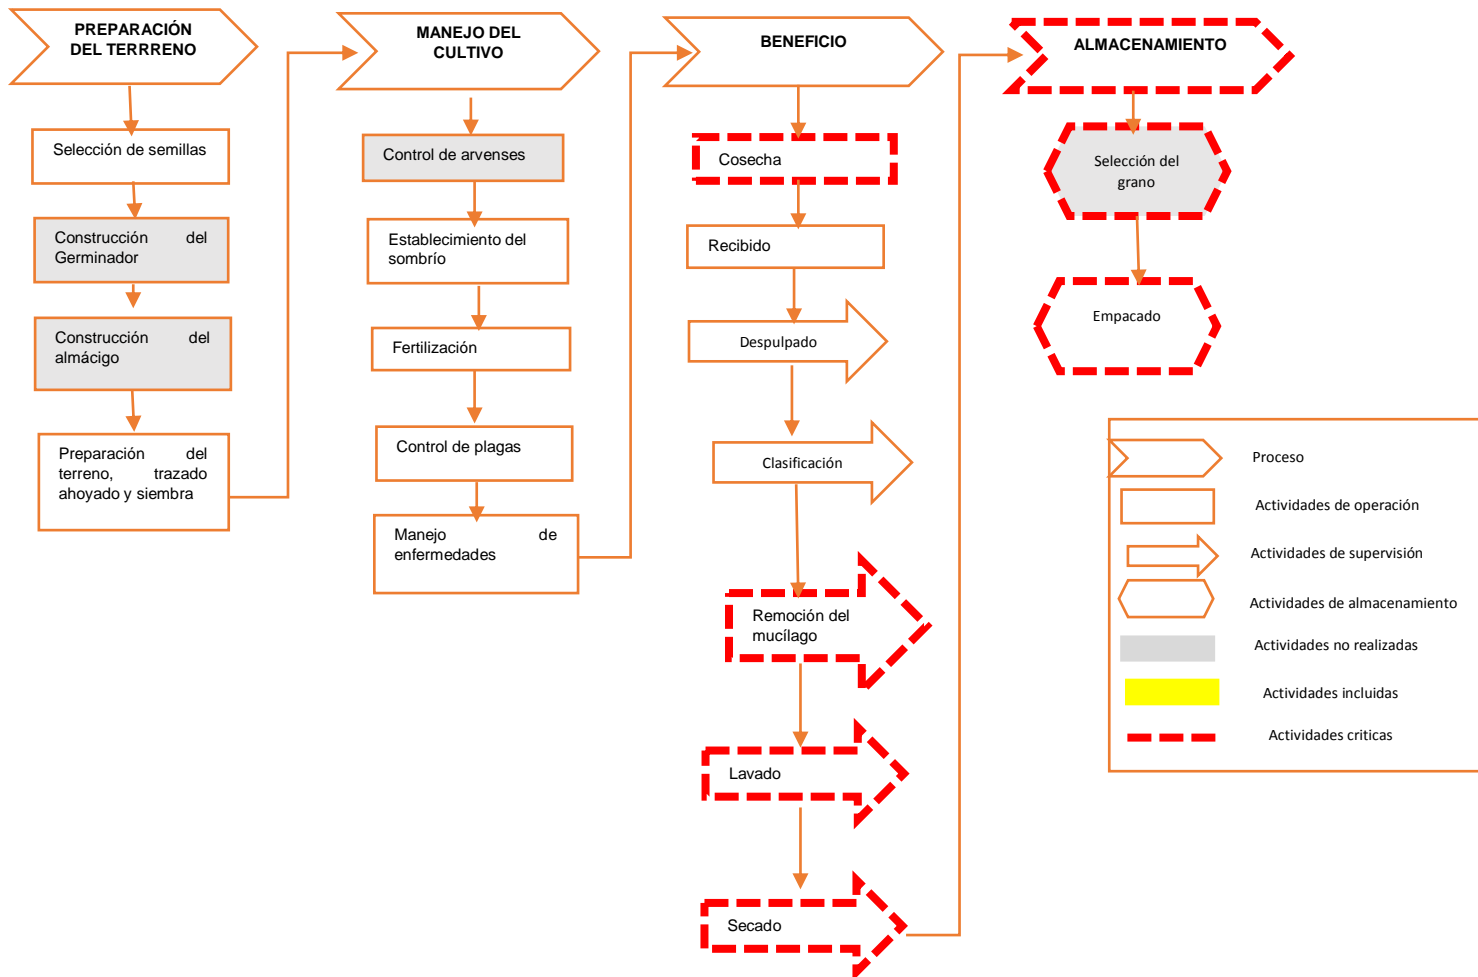 PREPARACIÓN
DEL TERRRENO
Selección de semillas
Construcción del
Germinador
Construcción del
almácigo
Preparación del
terreno, trazado
ahoyado y siembra
MANEJO DEL
CULTIVO
Control de arvenses
Establecimiento del
sombrío
Fertilización
Control de plagas
Manejo de
enfermedades
BENEFICIO
Cosecha
Recibido
Despulpado
Clasificación
Remoción del
mucílago
Lavado
Secado
ALMACENAMIENTO
Selección del
grano
Empacado
Proceso
Actividades de operación
Actividades de supervisión
Actividades de almacenamiento
Actividades no realizadas
Actividades incluidas
Actividades criticas